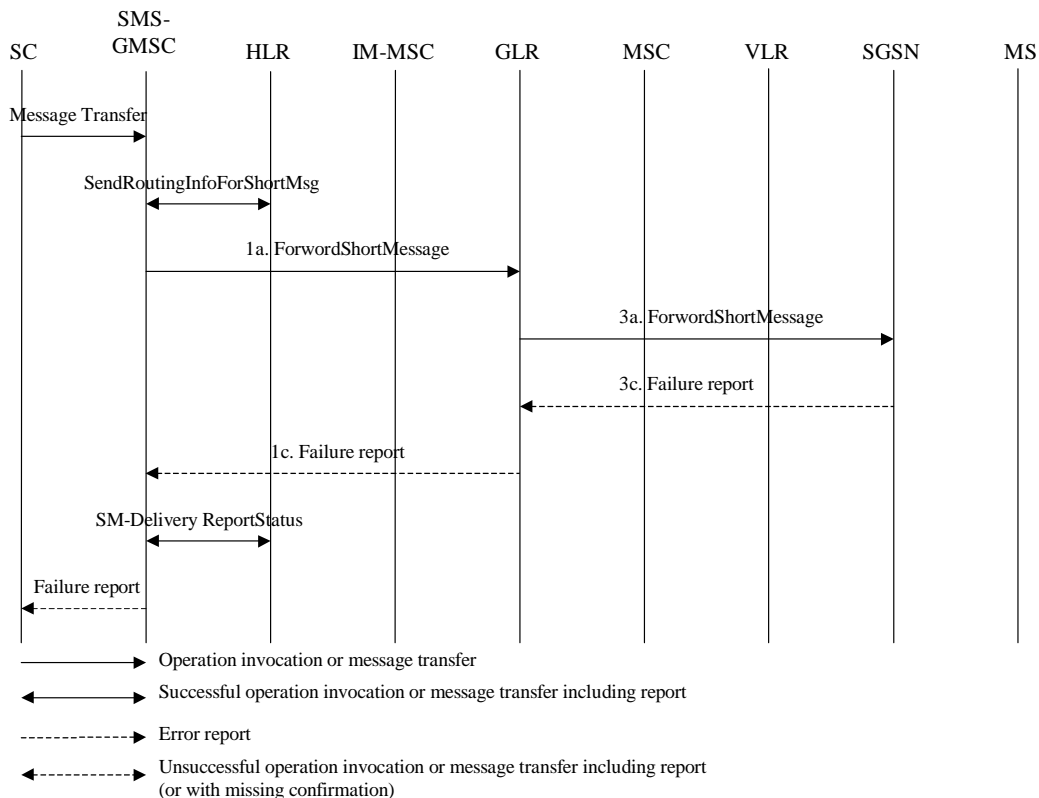 SMS-
GMSC
SC HLR IM-MSC GLR MSC VLR SGSN MS
Message Transfer
SendRoutingInfoForShortMsg
1a. ForwordShortMessage
3a. ForwordShortMessage
3c. Failure report
1c. Failure report
SM-Delivery ReportStatus
Failure report
Operation invocation or message transfer
Successful operation invocation or message transfer including report
Error report
Unsuccessful operation invocation or message transfer including report
(or with missing confirmation)